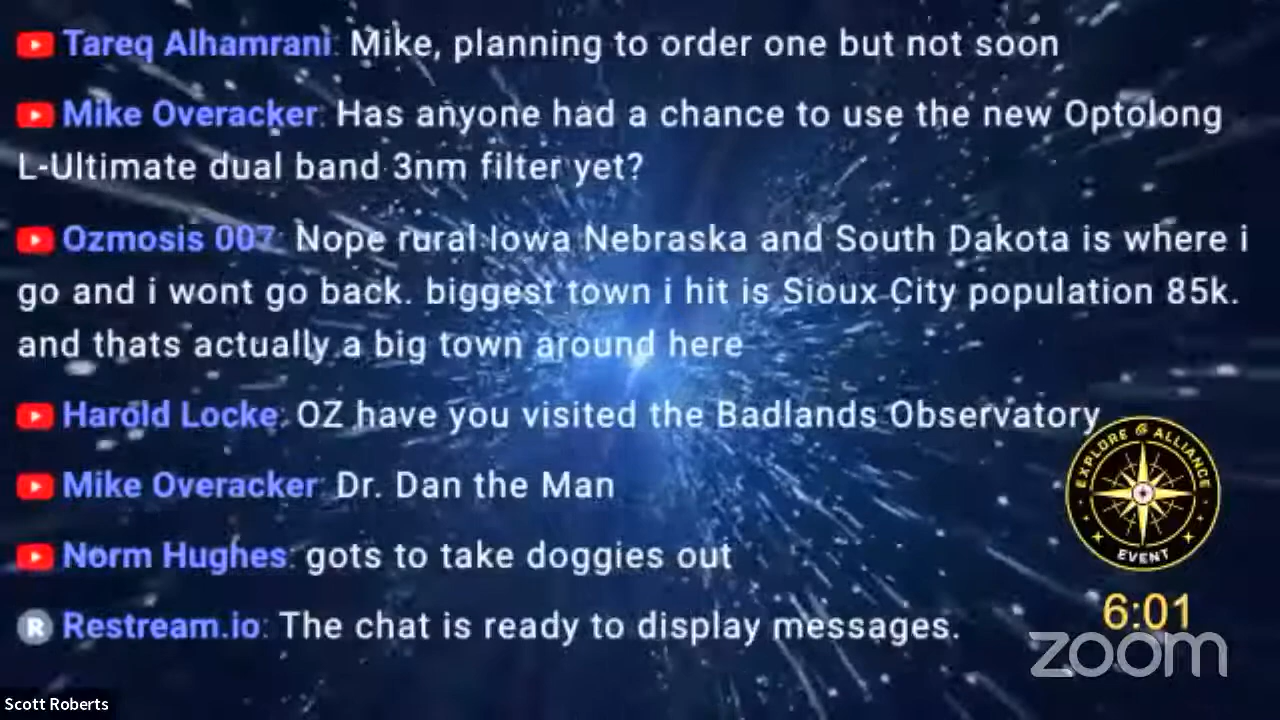 Tareq Alhamrani: Mike, planning to order one but not soon
Mike Overacker: Has anyone had a chance to use the new Optolong
L-Ultimate dual band 3nm filter yet?
Ozmosis 007: Nope rural Iowa Nebraska and South Dakota is where i
go and i wont go back. biggest town i hit is Sioux City population 85k.
and thats actually a big town around here
Harold Locke: OZ have you visited the Badlands Observatory
Mike Overacker: Dr. Dan the Man
Norm Hughes: gots to take doggies out
R Restream.io: The chat is ready to display messages.
EXPLORE ALLIANCE
EVENT
6:01
zoom
Scott Roberts